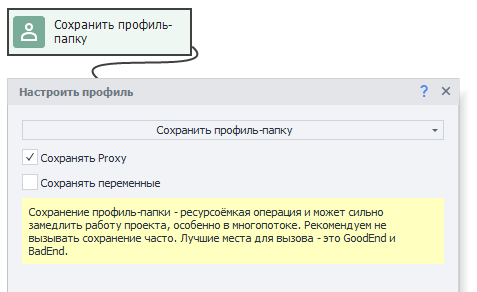 Сохранить профиль-
папку
Настроить профиль
?
Сохранить профиль-папку
Сохранять Proxy
Сохранять переменные
Сохранение профиль-папки - ресурсоёмкая операция и может сильно
замедлить работу проекта, особенно в многопотоке. Рекомендуем не
вызывать сохранение часто. Лучшие места для вызова - это GoodEnd и
BadEnd.